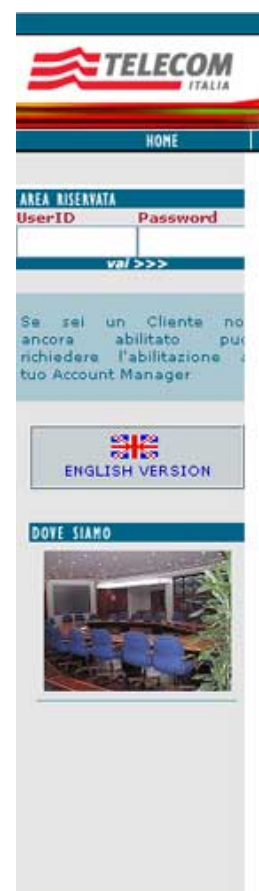 TELECOM
ITALIA
HOME
AREA RISERVATA
UserID Password
vai >>>
Se sei un Cliente no
ancora abilitato puo
richiedere l'abilitazione a
tuo Account Manager
ENGLISH VERSION
DOVE SIAMO